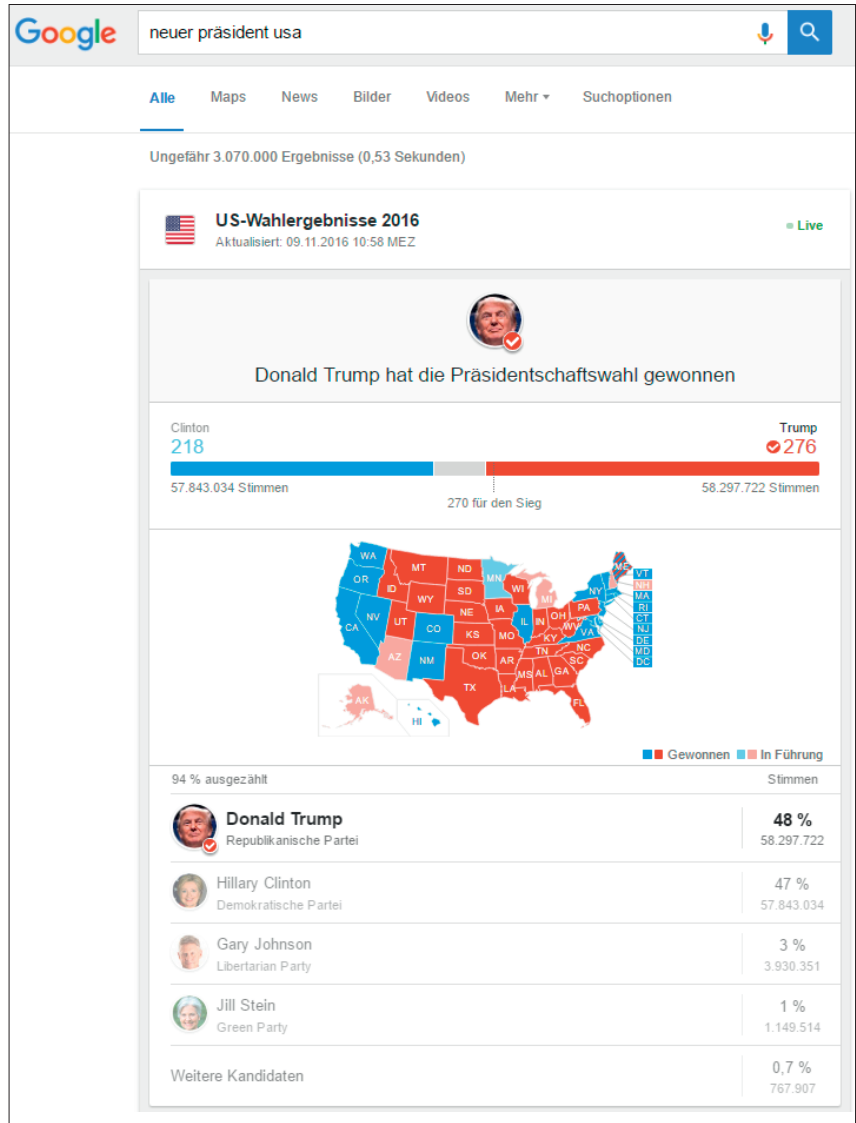 Google
neuer präsident usa
Alle Maps News Bilder Videos Mehr Suchoptionen
Ungefähr 3.070.000 Ergebnisse (0,53 Sekunden)
US-Wahlergebnisse 2016
Live
Aktualisiert: 09.11.2016 10:58 MEZ
Donald Trump hat die Präsidentschaftswahl gewonnen
Clinton Trump
218 276
57.843.034 Stimmen 58.297.722 Stimmen
270 für den Sieg
WA MT ND MN ME VT
OR ID SD WI NH
WY MI MA
NY RI
NV UT NE IA PA CT
CA CO IL IN OH NJ
KS MO WV VA DE
KY MD
AZ NM OK AR TN NC DC
SC
TX MS AL GA
LA
AK HI FL
Gewonnen In Führung
94 % ausgezählt Stimmen
Donald Trump 48 %
Republikanische Partei 58.297.722
Hillary Clinton 47 %
Demokratische Partei 57.843.034
Gary Johnson 3 %
Libertarian Party 3.930.351
Jill Stein 1 %
Green Party 1.149.514
Weitere Kandidaten 0,7 %
767.907